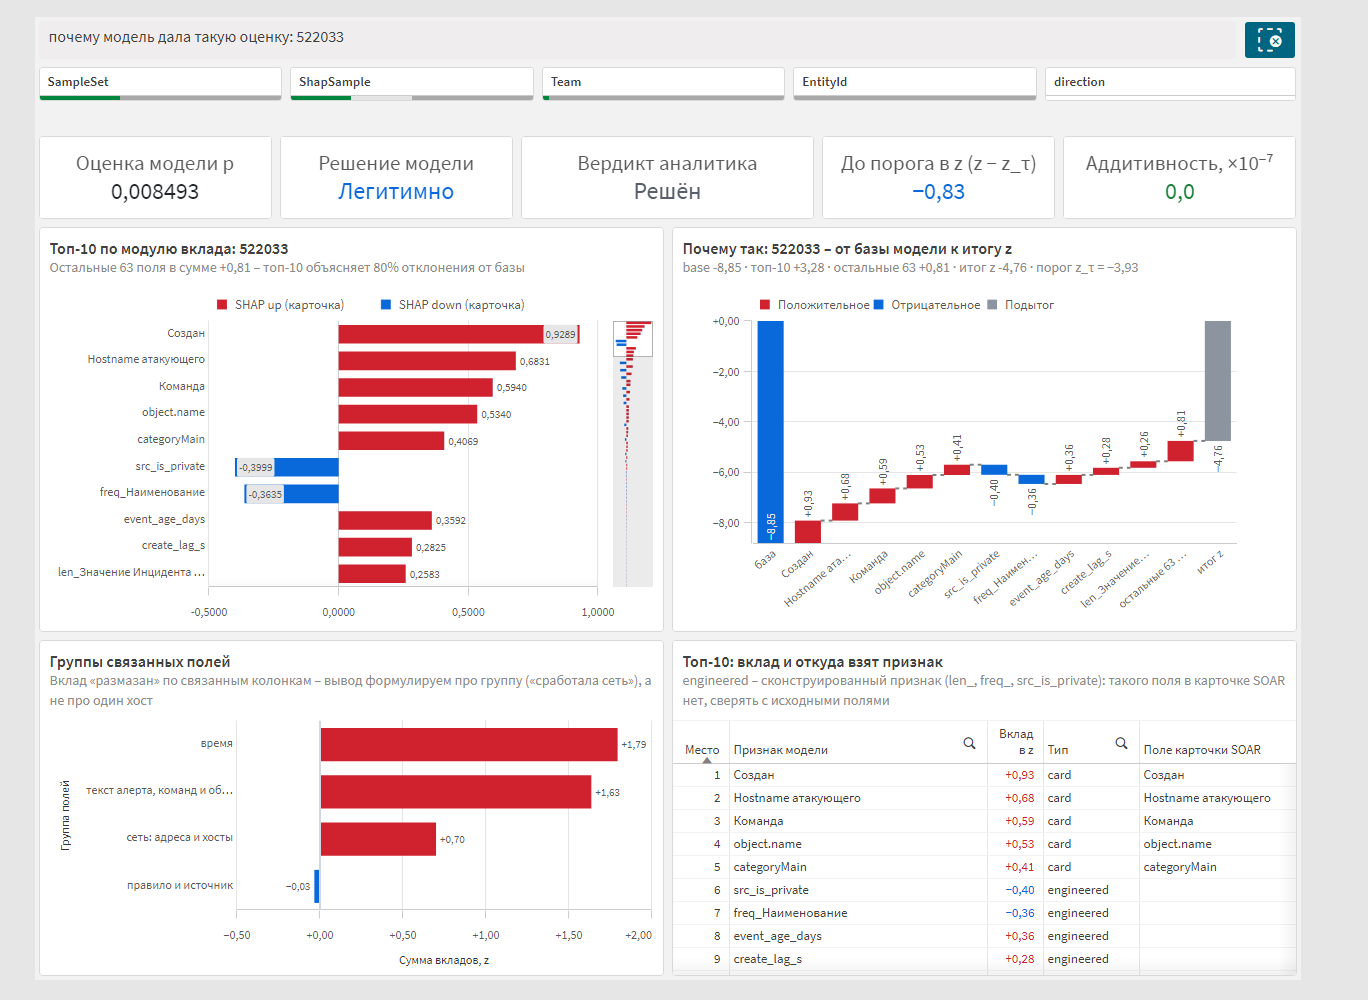 почему модель дала такую оценку: 522033
SampleSet
ShapSample
Team
EntityId
direction
Оценка модели p
0,008493
Решение модели
Легитимно
Вердикт аналитика
Решён
До порога в z (z − z_τ)
−0,83
Аддитивность, ×10⁻⁷
0,0
Топ-10 по модулю вклада: 522033
Остальные 63 поля в сумме +0,81 – топ-10 объясняет 80% отклонения от базы
SHAP up (карточка)
SHAP down (карточка)
Создан
0,9289
Hostname атакующего
0,6831
Команда
0,5940
object.name
0,5340
categoryMain
0,4069
src_is_private
-0,3999
freq_Наименование
-0,3635
event_age_days
0,3592
create_lag_s
0,2825
len_Значение Инцидента ...
0,2583
-0,5000
0,0000
0,5000
1,0000
Почему так: 522033 – от базы модели к итогу z
base -8,85 · топ-10 +3,28 · остальные 63 +0,81 · итог z -4,76 · порог z_τ = −3,93
Положительное
Отрицательное
Подытог
+0,00
−2,00
−4,00
−6,00
−8,00
−8,85
+0,93
+0,68
+0,59
+0,53
+0,41
−0,40
−0,36
+0,36
+0,28
+0,26
+0,81
−4,76
база
Создан
Hostname ата...
Команда
object.name
categoryMain
src_is_private
freq_Наимен...
event_age_days
create_lag_s
len_Значение...
остальные 63 ...
итог z
Группы связанных полей
Вклад «размазан» по связанным колонкам – вывод формулируем про группу («сработала сеть»), а
не про один хост
Группа полей
время
+1,79
текст алерта, команд и об...
+1,63
сеть: адреса и хосты
+0,70
правило и источник
−0,03
−0,50
+0,00
+0,50
+1,00
+1,50
+2,00
Сумма вкладов, z
Топ-10: вклад и откуда взят признак
engineered – сконструированный признак (len_, freq_, src_is_private): такого поля в карточке SOAR
нет, сверять с исходными полями
Место Признак модели Вклад в z Тип Поле карточки SOAR
1 Создан +0,93 card Создан
2 Hostname атакующего +0,68 card Hostname атакующего
3 Команда +0,59 card Команда
4 object.name +0,53 card object.name
5 categoryMain +0,41 card categoryMain
6 src_is_private −0,40 engineered
7 freq_Наименование −0,36 engineered
8 event_age_days +0,36 engineered
9 create_lag_s +0,28 engineered